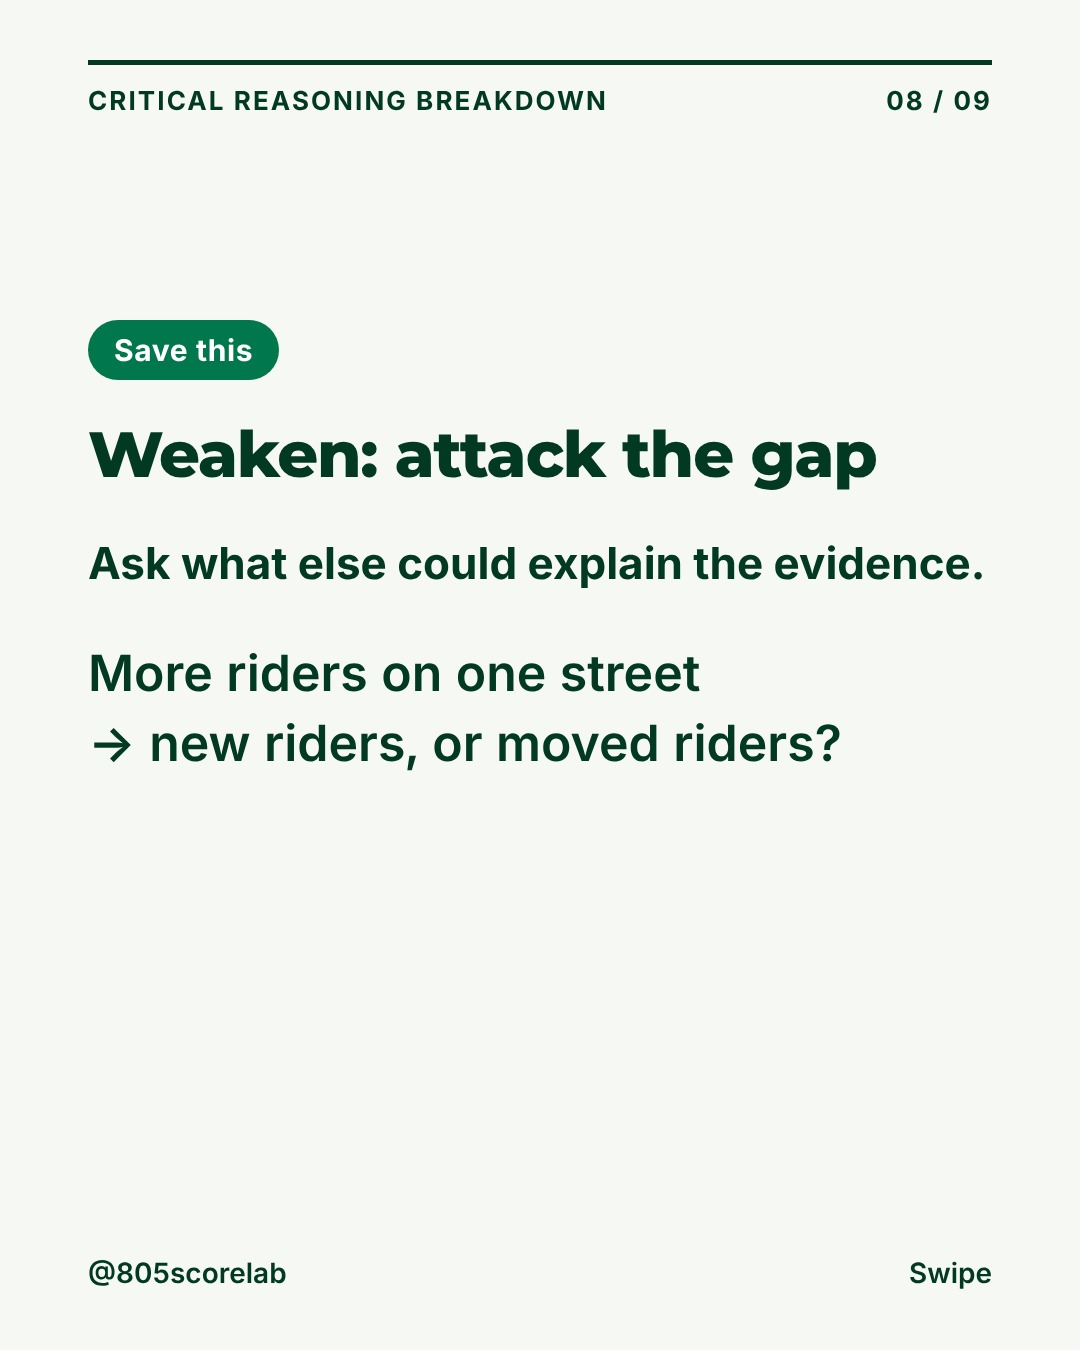 CRITICAL REASONING BREAKDOWN
08 / 09
Save this
Weaken: attack the gap
Ask what else could explain the evidence.
More riders on one street
→ new riders, or moved riders?
@805scorelab
Swipe